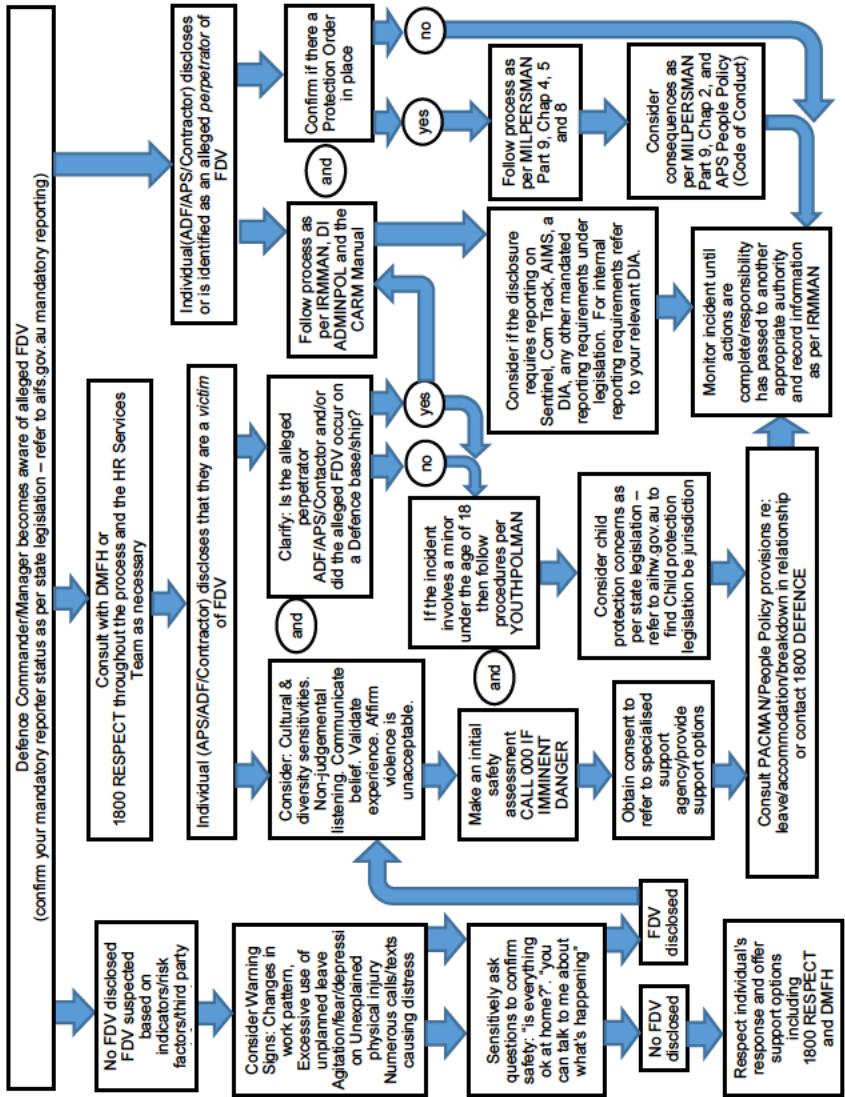 Defence Commander/Manager becomes aware of alleged FDV
(confirm your mandatory reporter status as per state legislation – refer to aifs.gov.au mandatory reporting)
No FDV disclosed
FDV suspected
based on
indicators/risk
factors/third party
Consider Warning
Signs: Changes in
work pattern,
Excessive use of
unplanned leave
Agitation/fear/depressi
on Unexplained
physical injury
Numerous calls/texts
causing distress
Sensitively ask
questions to confirm
safety: "is everything
ok at home?". "you
can talk to me about
what's happening"
No FDV
disclosed
FDV
disclosed
Respect individual's
response and offer
support options
including
1800 RESPECT
and DMFH
Consult with DMFH or
1800 RESPECT throughout the process and the HR Services
Team as necessary
Individual (APS/ADF/Contractor) discloses that they are a victim
of FDV
Consider: Cultural &
diversity sensitivities.
Non-judgemental
listening. Communicate
belief. Validate
experience. Affirm
violence is
unacceptable.
and
Clarify: Is the alleged
perpetrator
ADF/APS/Contactor and/or
did the alleged FDV occur on
a Defence base/ship?
no
yes
Make an initial
safety
assessment
CALL 000 IF
IMMINENT
DANGER
and
If the incident
involves a minor
under the age of 18
then follow
procedures per
YOUTHPOLMAN
Obtain consent to
refer to specialised
support
agency/provide
support options
Consider child
protection concerns as
per state legislation –
refer to aihw.gov.au to
find Child protection
legislation be jurisdiction
Consult PACMAN/People Policy provisions re:
leave/accommodation/breakdown in relationship
or contact 1800 DEFENCE
Individual(ADF/APS/Contractor) discloses
or is identified as an alleged perpetrator of
FDV
Follow process as
per IRMMAN, DI
ADMINPOL and the
CARM Manual
and
Confirm if there a
Protection Order
in place
yes
no
Follow process as
per MILPERSMAN
Part 9, Chap 4, 5
and 8
Consider if the disclosure
requires reporting on
Sentinel, Com Track, AIMS, a
DIA, any other mandated
reporting requirements under
legislation. For internal
reporting requirements refer
to your relevant DIA.
Consider
consequences as
per MILPERSMAN
Part 9, Chap 2, and
APS People Policy
(Code of Conduct)
Monitor incident until
actions are
complete/responsibility
has passed to another
appropriate authority
and record information
as per IRMMAN